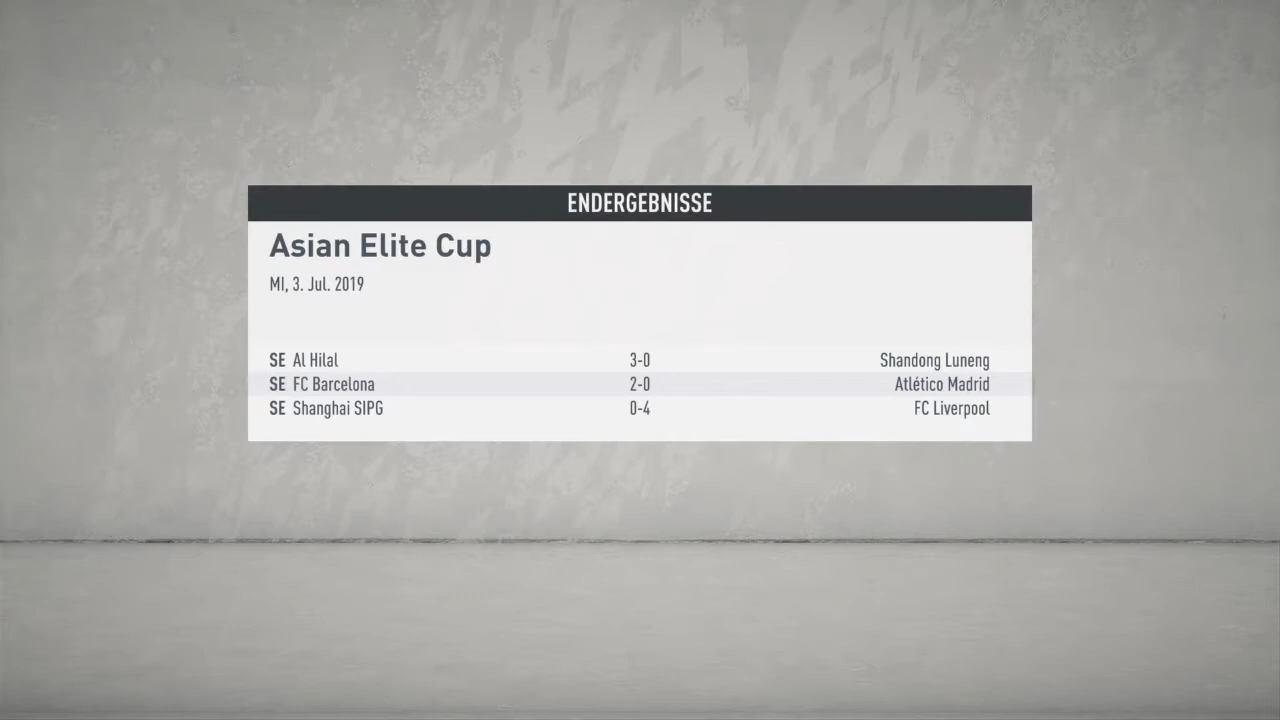 ENDERGEBNISSE
Asian Elite Cup
MI, 3. Jul. 2019
SE Al Hilal 3-0 Shandong Luneng
SE FC Barcelona 2-0 Atlético Madrid
SE Shanghai SIPG 0-4 FC Liverpool